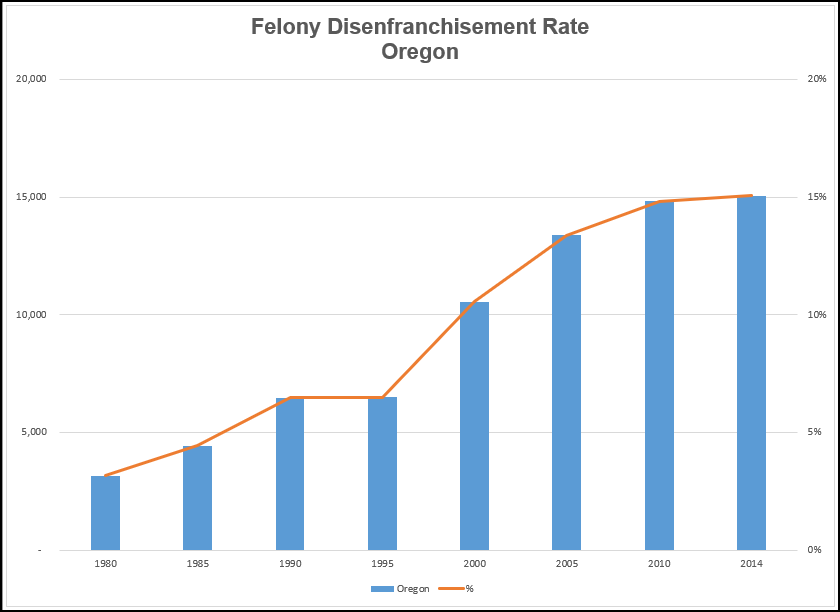 Felony Disenfranchisement Rate
Oregon
20,000 20%
15,000 15%
10,000 10%
5,000 5%
- 0%
1980 1985 1990 1995 2000 2005 2010 2014
Oregon %